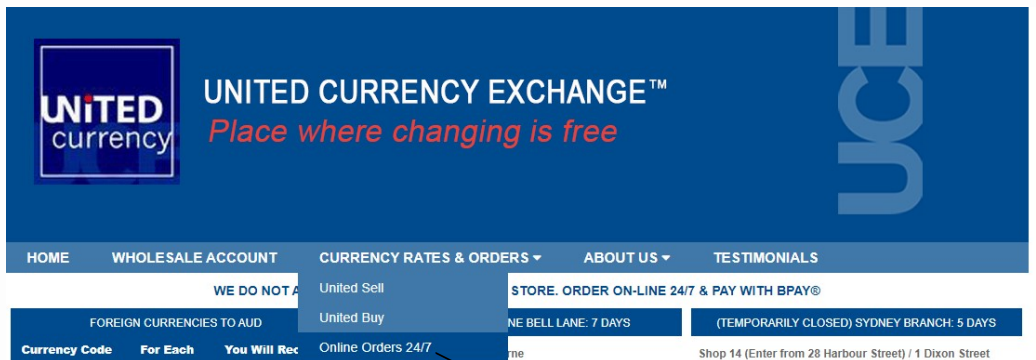 UNITED
currency
UNITED CURRENCY EXCHANGE™
Place where changing is free
UCE
HOME WHOLESALE ACCOUNT CURRENCY RATES & ORDERS ABOUT US TESTIMONIALS
WE DO NOT STORE. ORDER ON-LINE 24/7 & PAY WITH BPAY®
United Sell
United Buy
Online Orders 24/7
FOREIGN CURRENCIES TO AUD BELL LANE: 7 DAYS (TEMPORARILY CLOSED) SYDNEY BRANCH: 5 DAYS
Currency Code For Each You Will Shop 14 (Enter from 28 Harbour Street) / 1 Dixon Street